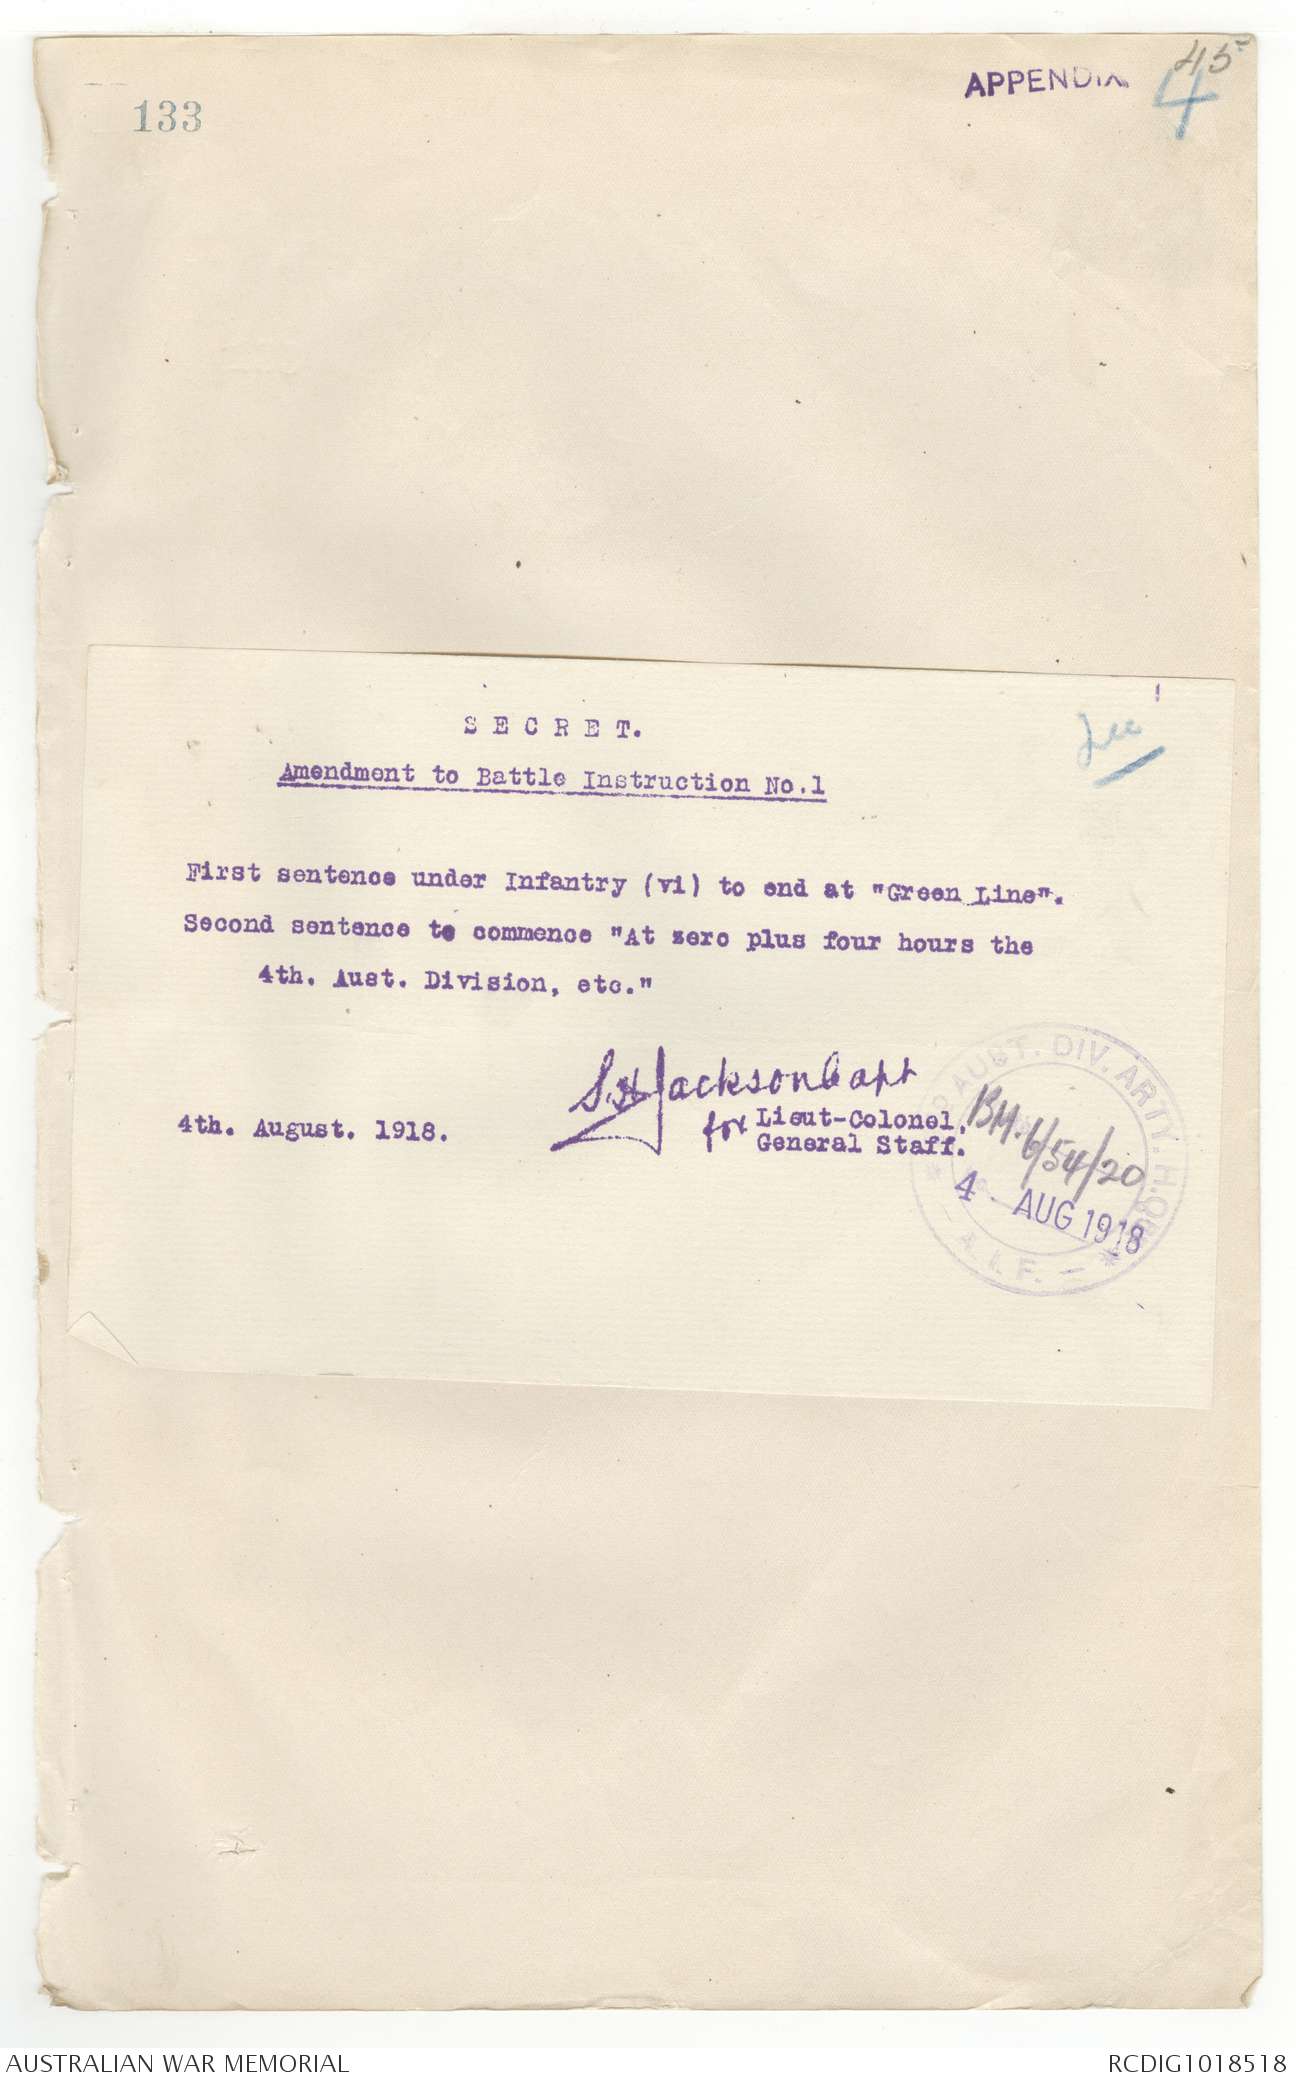 45
APPENDIX 4
133
S E C R E T.
Amendment to Battle Instruction No.1
First sentence under Infantry (vi) to end at "Green Line".
Second sentence to commence "At zero plus four hours the
4th. Aust. Division, etc."
S.H. Jackson Capt
4th. August. 1918.
for Lieut-Colonel,
General Staff.
AUST. DIV. ARTY. H.QRS
BM. 6/54/20
4 - AUG 1918
A. I. F.
AUSTRALIAN WAR MEMORIAL
RCDIG1018518